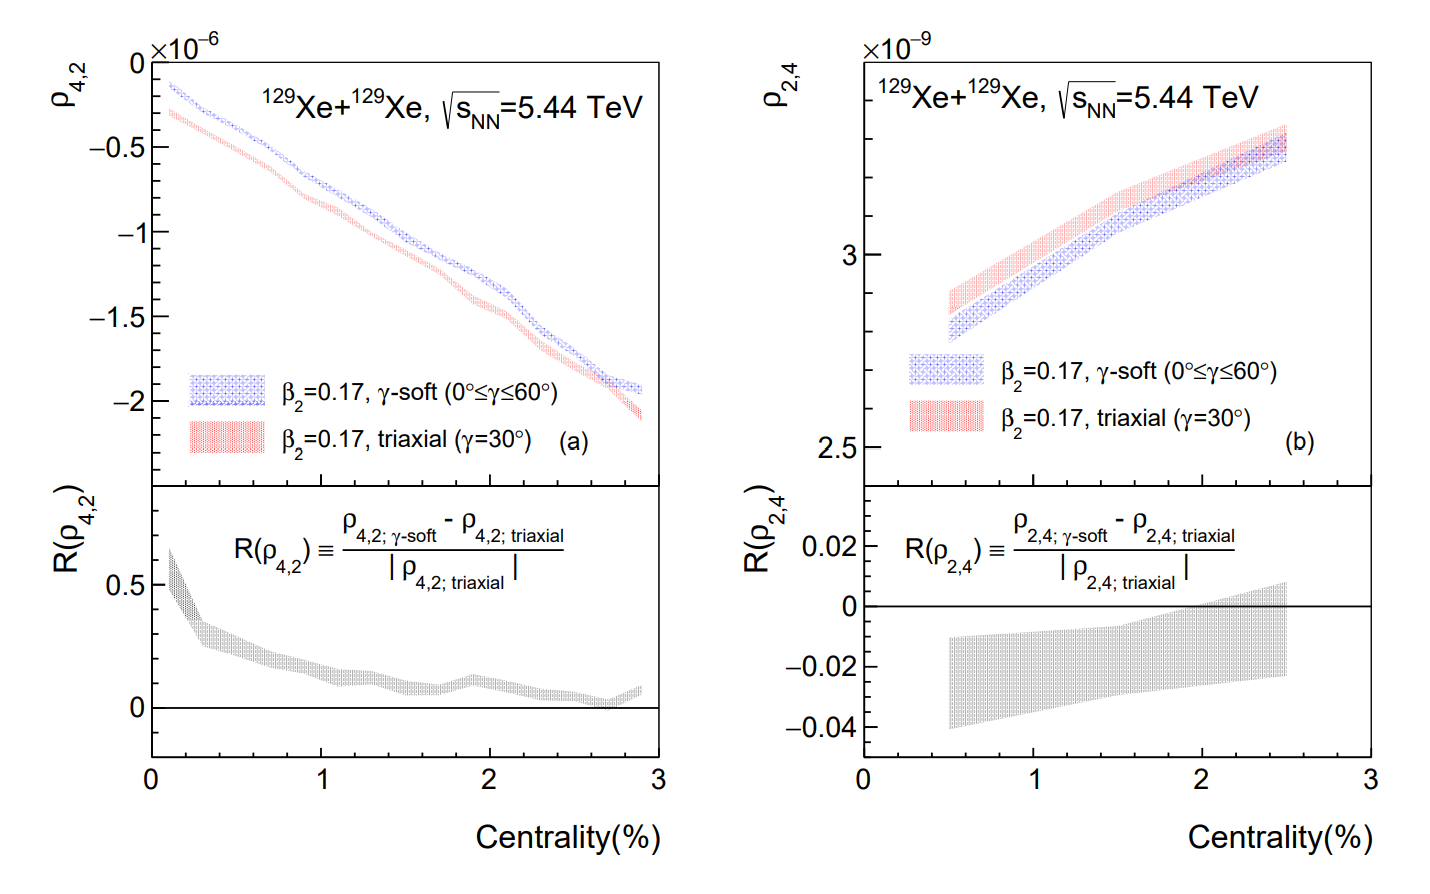 ×10⁻⁶
ρ₄,₂
0
−0.5
−1
−1.5
−2
¹²⁹Xe+¹²⁹Xe, √s_NN=5.44 TeV
β₂=0.17, γ-soft (0°≤γ≤60°)
β₂=0.17, triaxial (γ=30°)
(a)
R(ρ₄,₂)
0.5
0
R(ρ₄,₂) ≡ ρ₄,₂; γ-soft - ρ₄,₂; triaxial
| ρ₄,₂; triaxial |
0 1 2 3
Centrality(%)
×10⁻⁹
ρ₂,₄
3
2.5
¹²⁹Xe+¹²⁹Xe, √s_NN=5.44 TeV
β₂=0.17, γ-soft (0°≤γ≤60°)
β₂=0.17, triaxial (γ=30°)
(b)
R(ρ₂,₄)
0.02
0
−0.02
−0.04
R(ρ₂,₄) ≡ ρ₂,₄; γ-soft - ρ₂,₄; triaxial
| ρ₂,₄; triaxial |
0 1 2 3
Centrality(%)